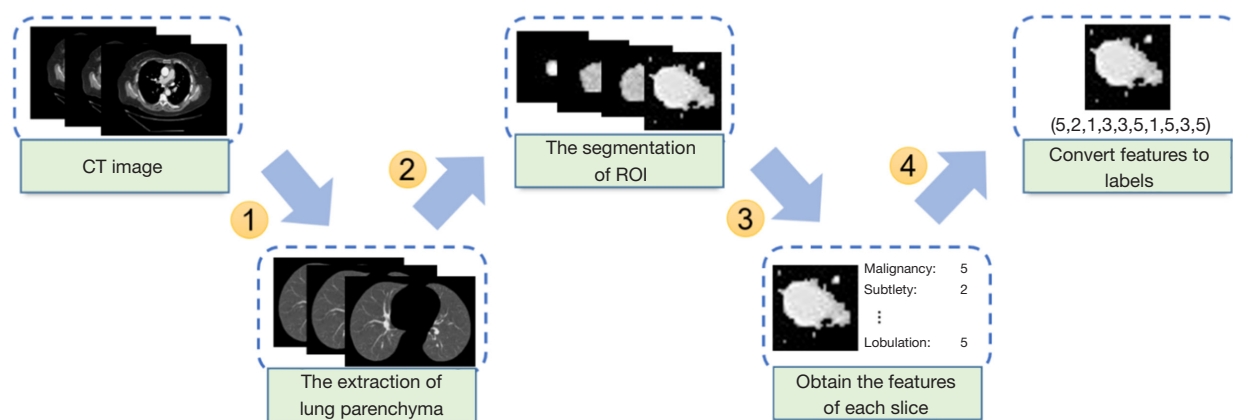 CT image
1
The extraction of
lung parenchyma
2
The segmentation
of ROI
3
Malignancy: 5
Subtlety: 2
⋮
Lobulation: 5
Obtain the features
of each slice
4
(5,2,1,3,3,5,1,5,3,5)
Convert features to
labels